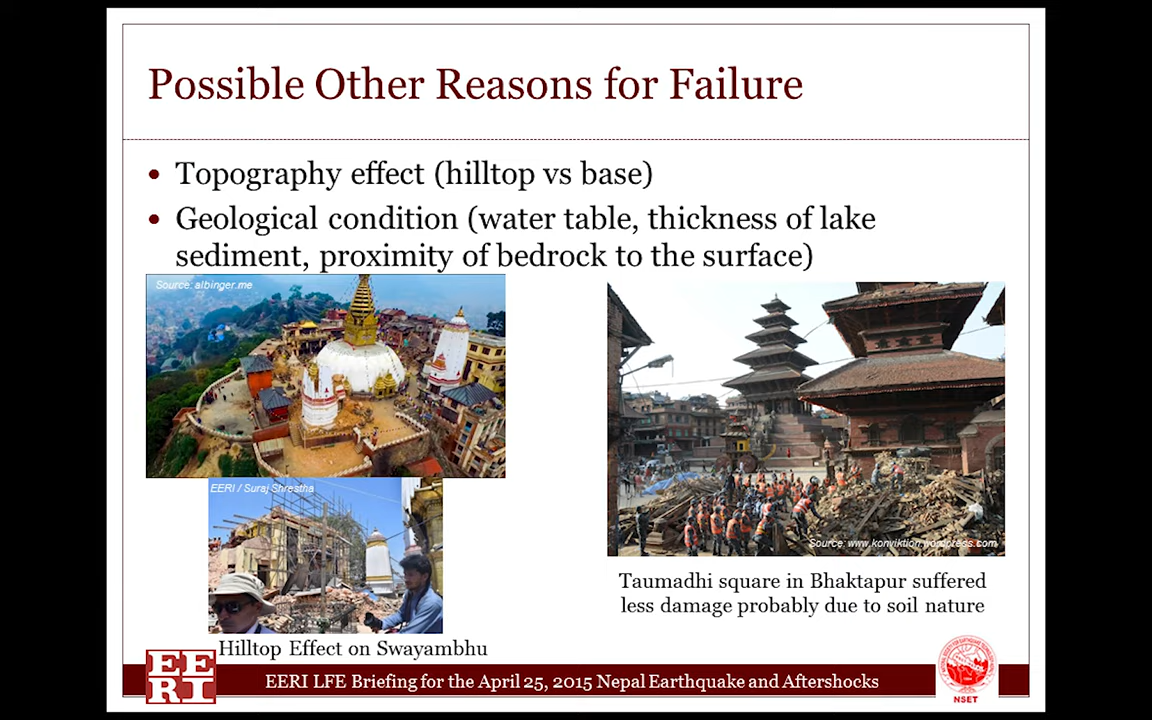 Possible Other Reasons for Failure
• Topography effect (hilltop vs base)
• Geological condition (water table, thickness of lake
sediment, proximity of bedrock to the surface)
Source: albinger.me
EERI / Suraj Shrestha
Hilltop Effect on Swayambhu
Source: www.konviktion.wordpress.com
Taumadhi square in Bhaktapur suffered
less damage probably due to soil nature
EE
RI
EERI LFE Briefing for the April 25, 2015 Nepal Earthquake and Aftershocks
NSET